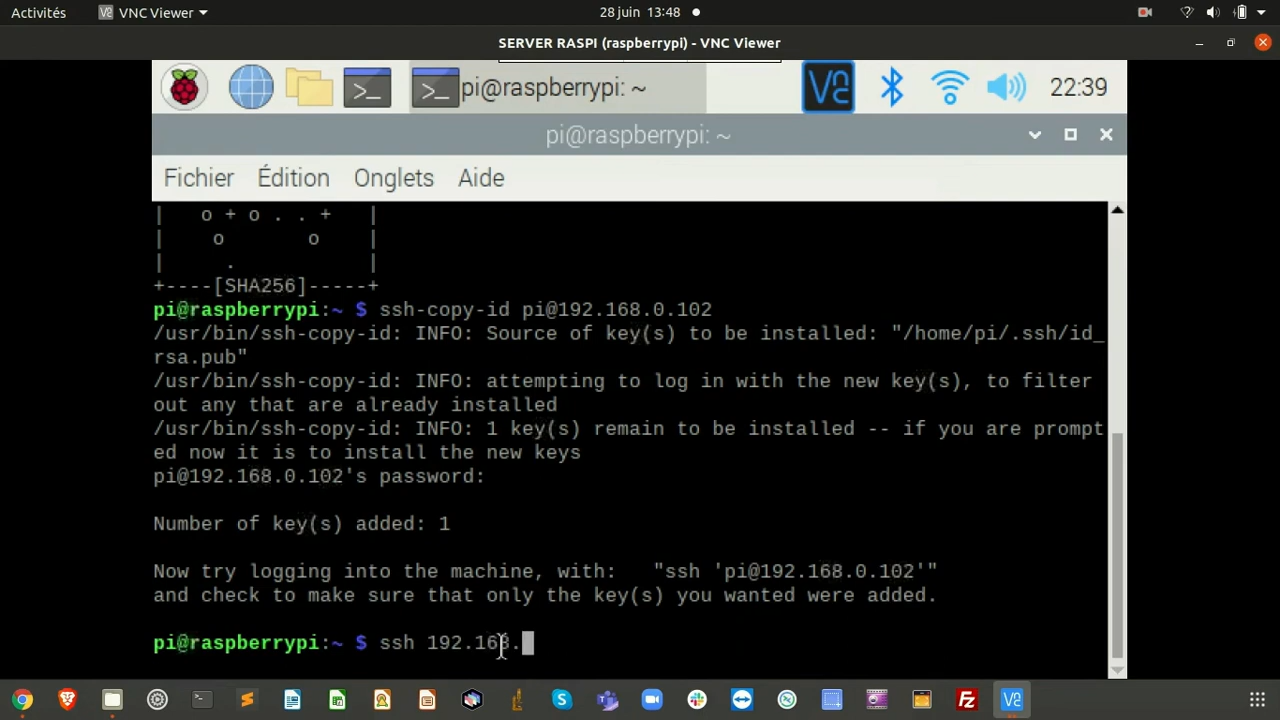 Activités VNC Viewer 28 juin 13:48
SERVER RASPI (raspberrypi) - VNC Viewer
pi@raspberrypi: ~ 22:39
pi@raspberrypi: ~
Fichier Édition Onglets Aide
|   o + o . . +   |
|    o       o    |
|     .           |
+----[SHA256]-----+
pi@raspberrypi:~ $ ssh-copy-id pi@192.168.0.102
/usr/bin/ssh-copy-id: INFO: Source of key(s) to be installed: "/home/pi/.ssh/id_
rsa.pub"
/usr/bin/ssh-copy-id: INFO: attempting to log in with the new key(s), to filter
out any that are already installed
/usr/bin/ssh-copy-id: INFO: 1 key(s) remain to be installed -- if you are prompt
ed now it is to install the new keys
pi@192.168.0.102's password:
Number of key(s) added: 1
Now try logging into the machine, with:   "ssh 'pi@192.168.0.102'"
and check to make sure that only the key(s) you wanted were added.
pi@raspberrypi:~ $ ssh 192.168.